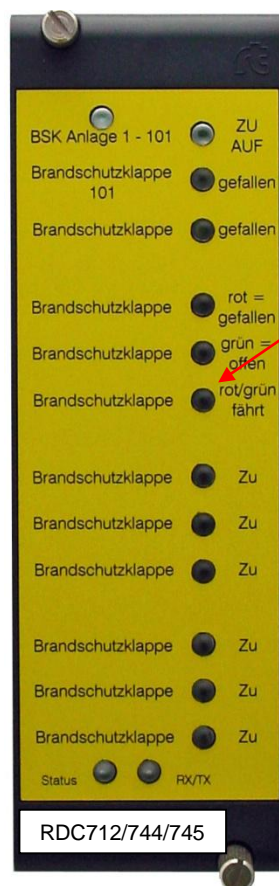 BSK Anlage 1 - 101 ZU
AUF
Brandschutzklappe
101 gefallen
Brandschutzklappe gefallen
Brandschutzklappe rot =
gefallen
Brandschutzklappe grün =
offen
Brandschutzklappe rot/grün
fährt
Brandschutzklappe Zu
Brandschutzklappe Zu
Brandschutzklappe Zu
Brandschutzklappe Zu
Brandschutzklappe Zu
Brandschutzklappe Zu
Status RX/TX
RDC712/744/745